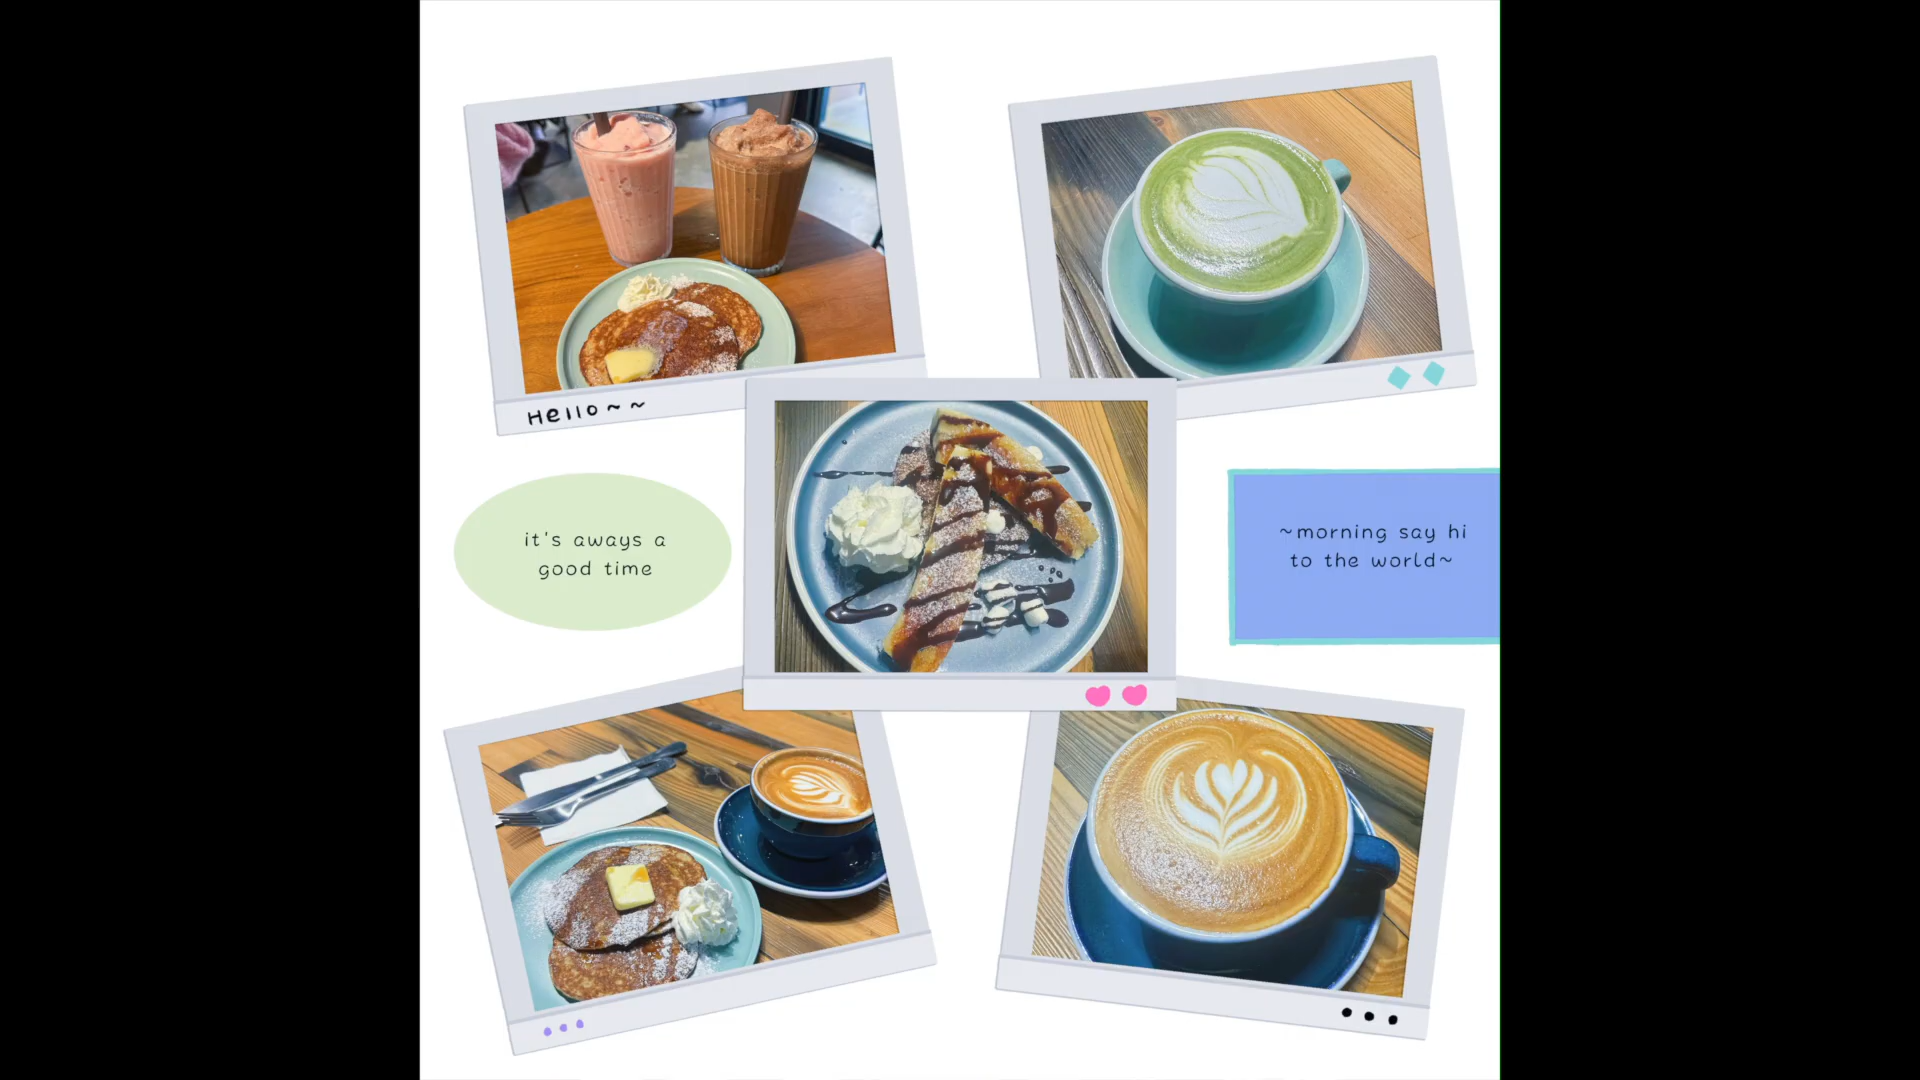 Hello~~
it's aways a
good time
~morning say hi
to the world~